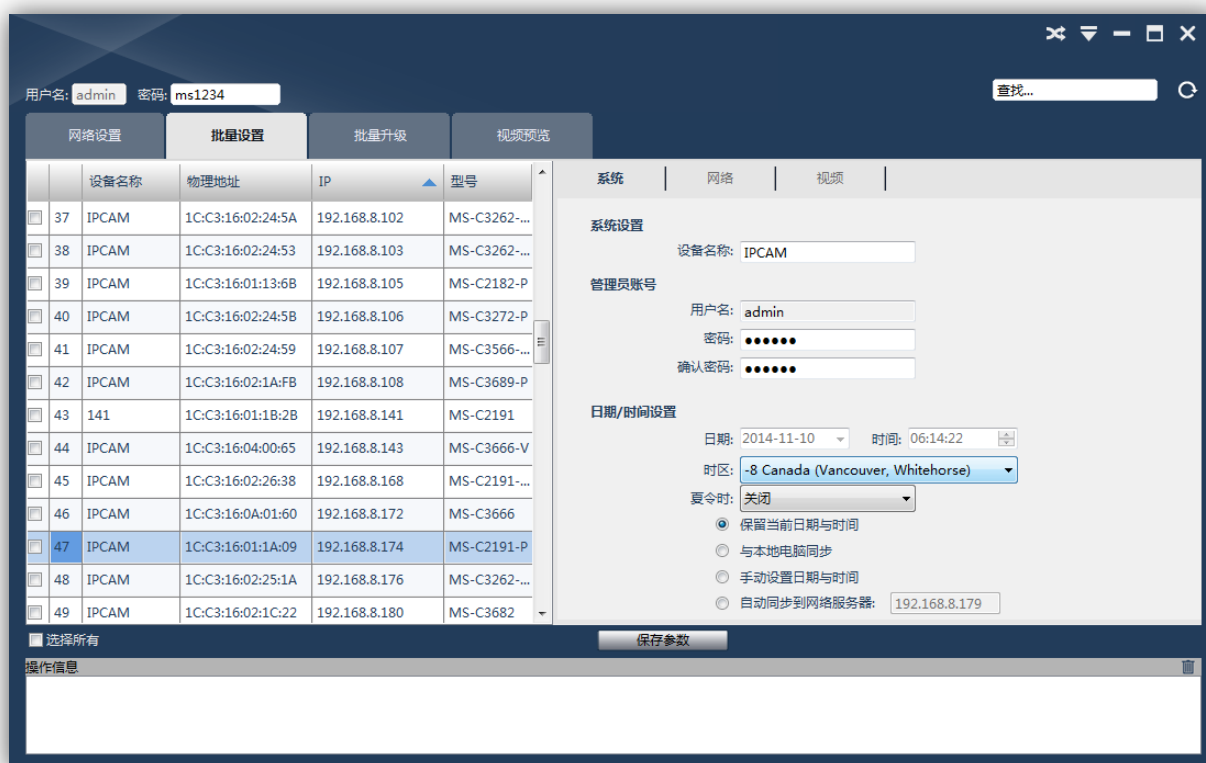 用户名: admin 密码: ms1234 查找...
网络设置 批量设置 批量升级 视频预览
设备名称 物理地址 IP 型号
37 IPCAM 1C:C3:16:02:24:5A 192.168.8.102 MS-C3262-...
38 IPCAM 1C:C3:16:02:24:53 192.168.8.103 MS-C3262-...
39 IPCAM 1C:C3:16:01:13:6B 192.168.8.105 MS-C2182-P
40 IPCAM 1C:C3:16:02:24:5B 192.168.8.106 MS-C3272-P
41 IPCAM 1C:C3:16:02:24:59 192.168.8.107 MS-C3566-...
42 IPCAM 1C:C3:16:02:1A:FB 192.168.8.108 MS-C3689-P
43 141 1C:C3:16:01:1B:2B 192.168.8.141 MS-C2191
44 IPCAM 1C:C3:16:04:00:65 192.168.8.143 MS-C3666-V
45 IPCAM 1C:C3:16:02:26:38 192.168.8.168 MS-C2191-...
46 IPCAM 1C:C3:16:0A:01:60 192.168.8.172 MS-C3666
47 IPCAM 1C:C3:16:01:1A:09 192.168.8.174 MS-C2191-P
48 IPCAM 1C:C3:16:02:25:1A 192.168.8.176 MS-C3262-...
49 IPCAM 1C:C3:16:02:1C:22 192.168.8.180 MS-C3682
选择所有
系统 网络 视频
系统设置
设备名称: IPCAM
管理员账号
用户名: admin
密码: ●●●●●●
确认密码: ●●●●●●
日期/时间设置
日期: 2014-11-10 时间: 06:14:22
时区: -8 Canada (Vancouver, Whitehorse)
夏令时: 关闭
保留当前日期与时间
与本地电脑同步
手动设置日期与时间
自动同步到网络服务器: 192.168.8.179
保存参数
操作信息